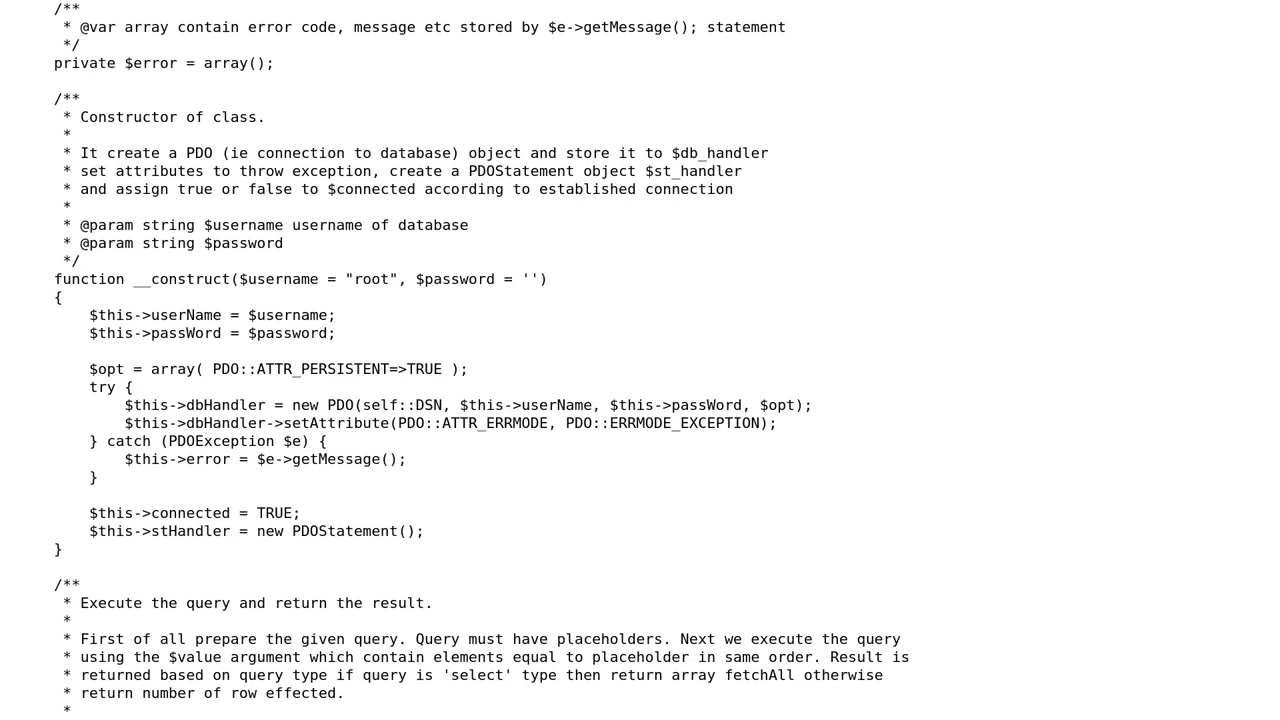 /**
 * @var array contain error code, message etc stored by $e->getMessage(); statement
 */
private $error = array();

/**
 * Constructor of class.
 *
 * It create a PDO (ie connection to database) object and store it to $db_handler
 * set attributes to throw exception, create a PDOStatement object $st_handler
 * and assign true or false to $connected according to established connection
 *
 * @param string $username username of database
 * @param string $password
 */
function __construct($username = "root", $password = '')
{
    $this->userName = $username;
    $this->passWord = $password;

    $opt = array( PDO::ATTR_PERSISTENT=>TRUE );
    try {
        $this->dbHandler = new PDO(self::DSN, $this->userName, $this->passWord, $opt);
        $this->dbHandler->setAttribute(PDO::ATTR_ERRMODE, PDO::ERRMODE_EXCEPTION);
    } catch (PDOException $e) {
        $this->error = $e->getMessage();
    }

    $this->connected = TRUE;
    $this->stHandler = new PDOStatement();
}

/**
 * Execute the query and return the result.
 *
 * First of all prepare the given query. Query must have placeholders. Next we execute the query
 * using the $value argument which contain elements equal to placeholder in same order. Result is
 * returned based on query type if query is 'select' type then return array fetchAll otherwise
 * return number of row effected.
 *